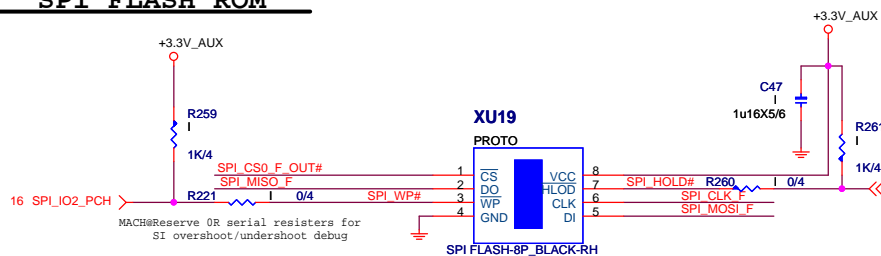 SPI FLASH ROM
+3.3V_AUX
+3.3V_AUX
C47
I
1u16X5/6
R259
I
1K/4
XU19
PROTO
R261
I
1K/4
SPI_CS0_F_OUT#
1
CS
VCC
8
SPI_MISO_F
2
DO
HLOD
7
SPI_HOLD#
R260
I
0/4
16
SPI_IO2_PCH
R221
I
0/4
SPI_WP#
3
WP
CLK
6
SPI_CLK_F
4
GND
DI
5
SPI_MOSI_F
MACH@Reserve 0R serial resisters for
SI overshoot/undershoot debug
SPI FLASH-8P_BLACK-RH